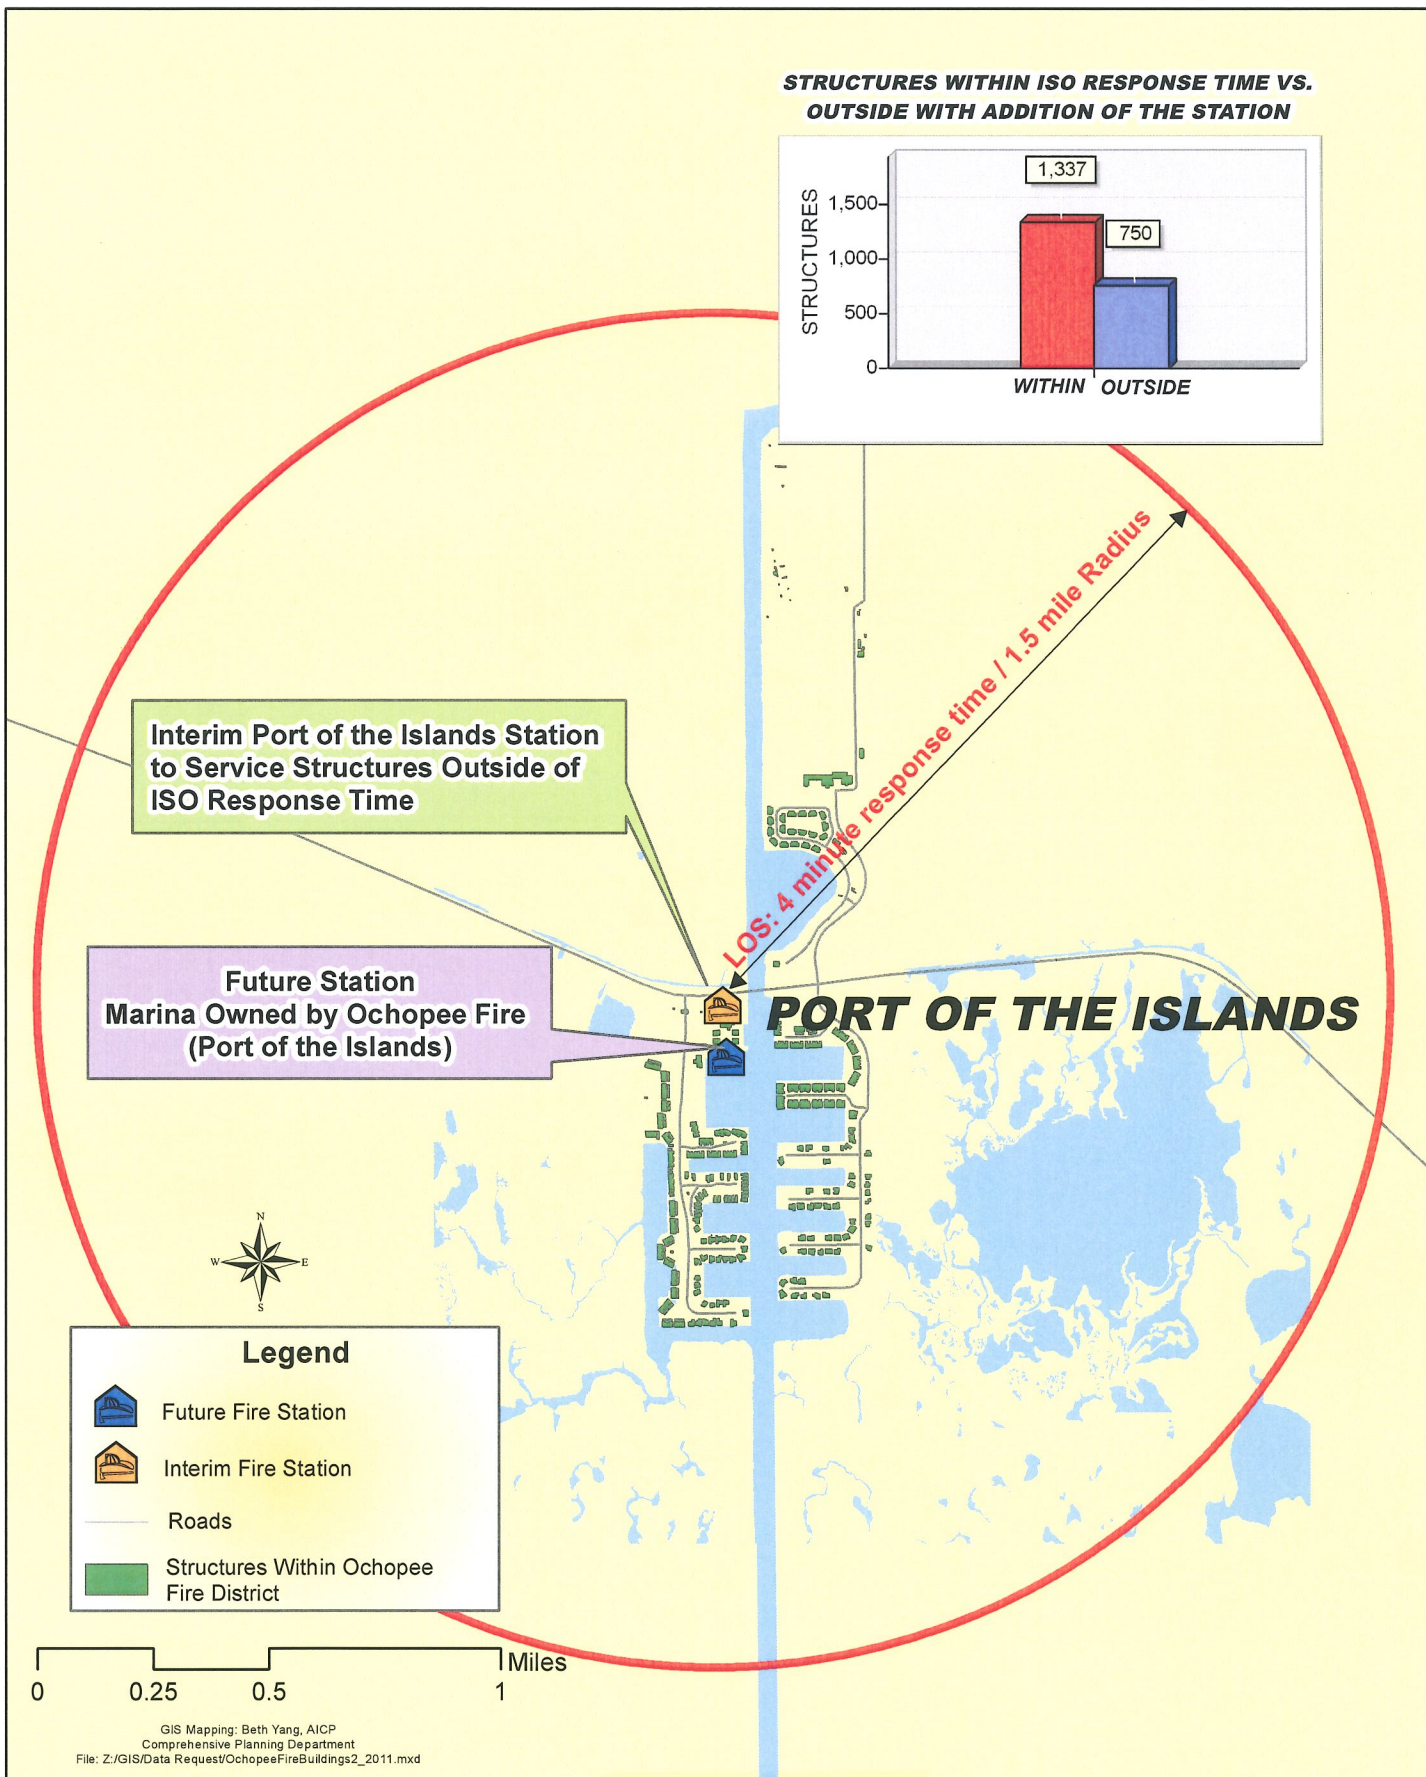 STRUCTURES WITHIN ISO RESPONSE TIME VS.
OUTSIDE WITH ADDITION OF THE STATION
STRUCTURES
1,500
1,000
500
0
1,337
750
WITHIN
OUTSIDE
LOS: 4 minute response time / 1.5 mile Radius
Interim Port of the Islands Station
to Service Structures Outside of
ISO Response Time
Future Station
Marina Owned by Ochopee Fire
(Port of the Islands)
PORT OF THE ISLANDS
N
W
E
S
Legend
Future Fire Station
Interim Fire Station
Roads
Structures Within Ochopee
Fire District
Miles
0 0.25 0.5 1
GIS Mapping: Beth Yang, AICP
Comprehensive Planning Department
File: Z:/GIS/Data Request/OchopeeFireBuildings2_2011.mxd